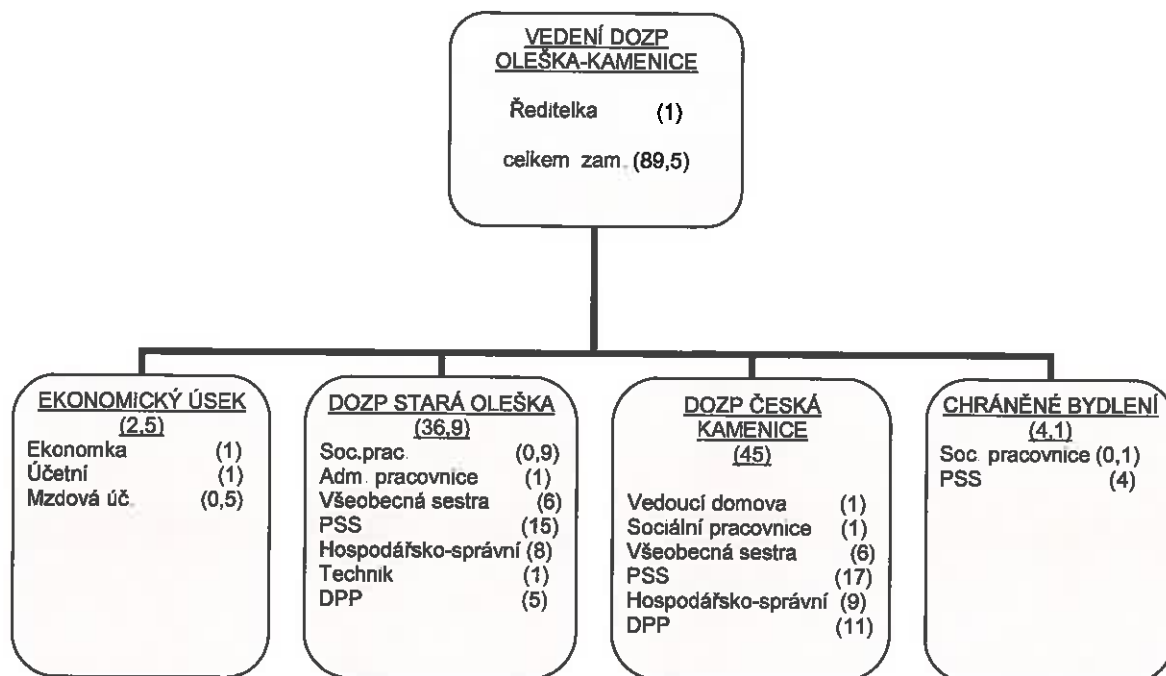 VEDENÍ DOZP
OLEŠKA-KAMENICE
Ředitelka (1)
celkem zam. (89,5)
EKONOMICKÝ ÚSEK
(2,5)
Ekonomka (1)
Účetní (1)
Mzdová úč. (0,5)
DOZP STARÁ OLEŠKA
(36,9)
Soc.prac. (0,9)
Adm. pracovnice (1)
Všeobecná sestra (6)
PSS (15)
Hospodářsko-správní (8)
Technik (1)
DPP (5)
DOZP ČESKÁ
KAMENICE
(45)
Vedoucí domova (1)
Sociální pracovnice (1)
Všeobecná sestra (6)
PSS (17)
Hospodářsko-správní (9)
DPP (11)
CHRÁNĚNÉ BYDLENÍ
(4,1)
Soc. pracovnice (0,1)
PSS (4)